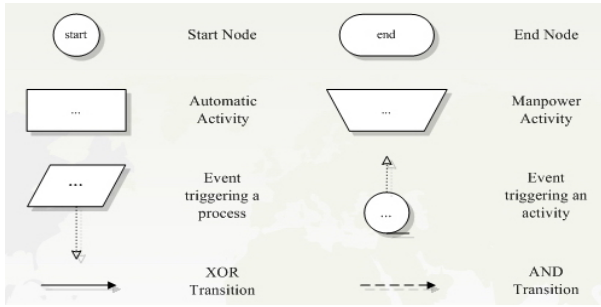 start
Start Node
end
End Node
...
Automatic
Activity
...
Manpower
Activity
...
Event
triggering a
process
...
Event
triggering an
activity
XOR
Transition
AND
Transition